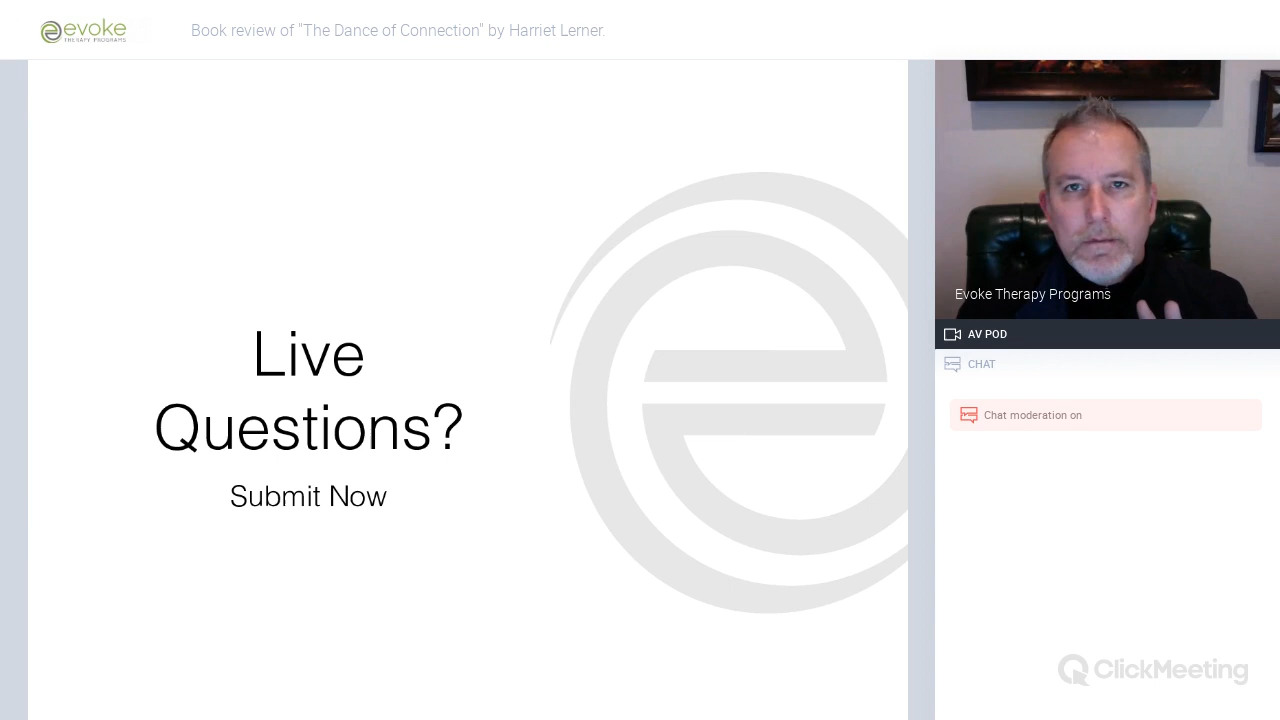 evoke
THERAPY PROGRAMS
Book review of "The Dance of Connection" by Harriet Lerner.
Live
Questions?
Submit Now
Evoke Therapy Programs
AV POD
CHAT
Chat moderation on
ClickMeeting